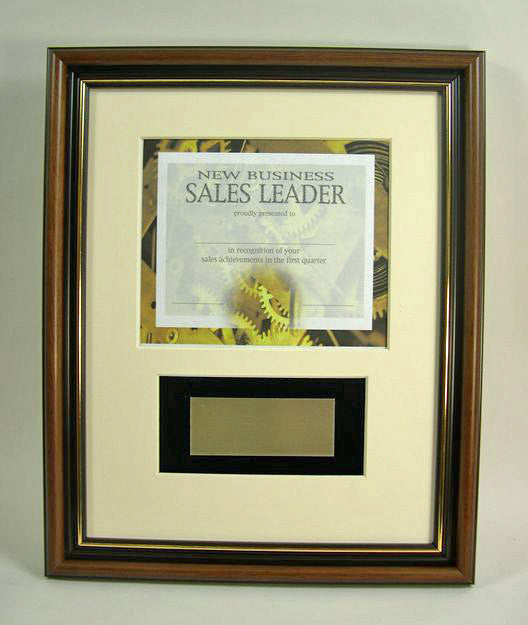 NEW BUSINESS
SALES LEADER
proudly presented to
in recognition of your
sales achievements in the first quarter